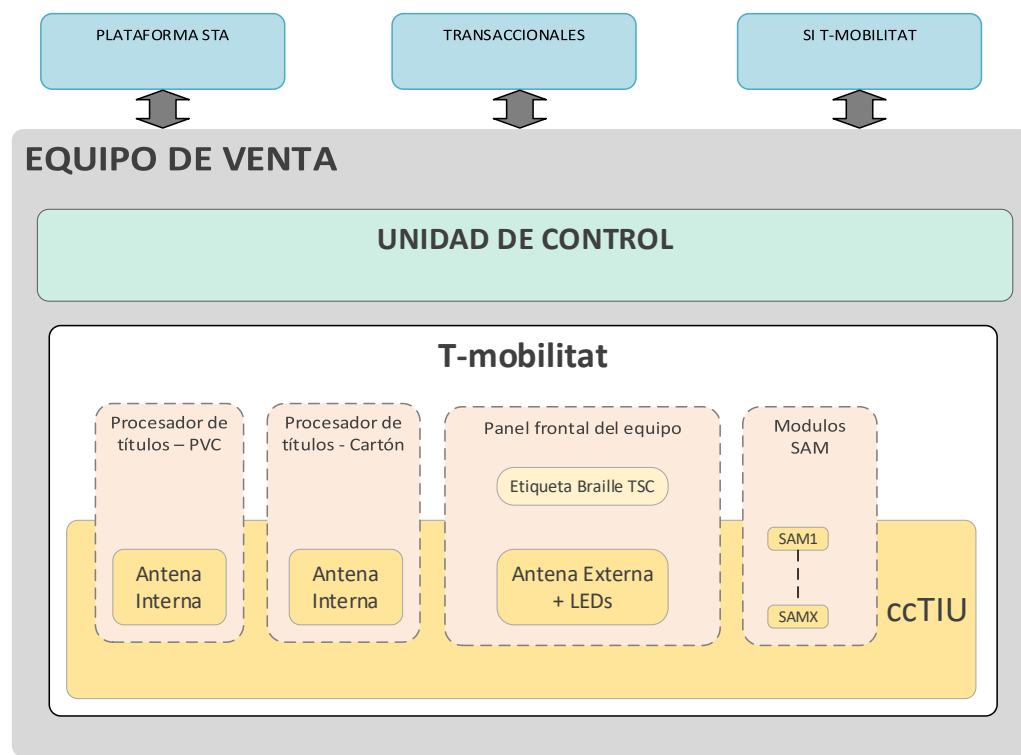 PLATAFORMA STA
TRANSACCIONALES
SI T-MOBILITAT
EQUIPO DE VENTA
UNIDAD DE CONTROL
T-mobilitat
Procesador de
títulos – PVC
Procesador de
títulos - Cartón
Panel frontal del equipo
Modulos
SAM
Etiqueta Braille TSC
SAM1
Antena
Interna
Antena
Interna
Antena Externa
+ LEDs
SAMX
ccTIU